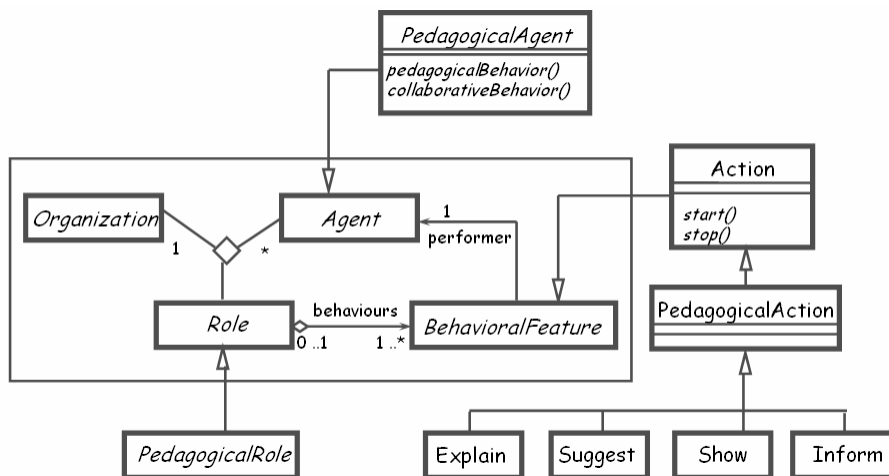 PedagogicalAgent
pedagogicalBehavior()
collaborativeBehavior()
Action
start()
stop()
Organization
Agent
1
1
*
performer
PedagogicalAction
Role
behaviours
BehavioralFeature
0 ..1
1 ..*
PedagogicalRole
Explain
Suggest
Show
Inform